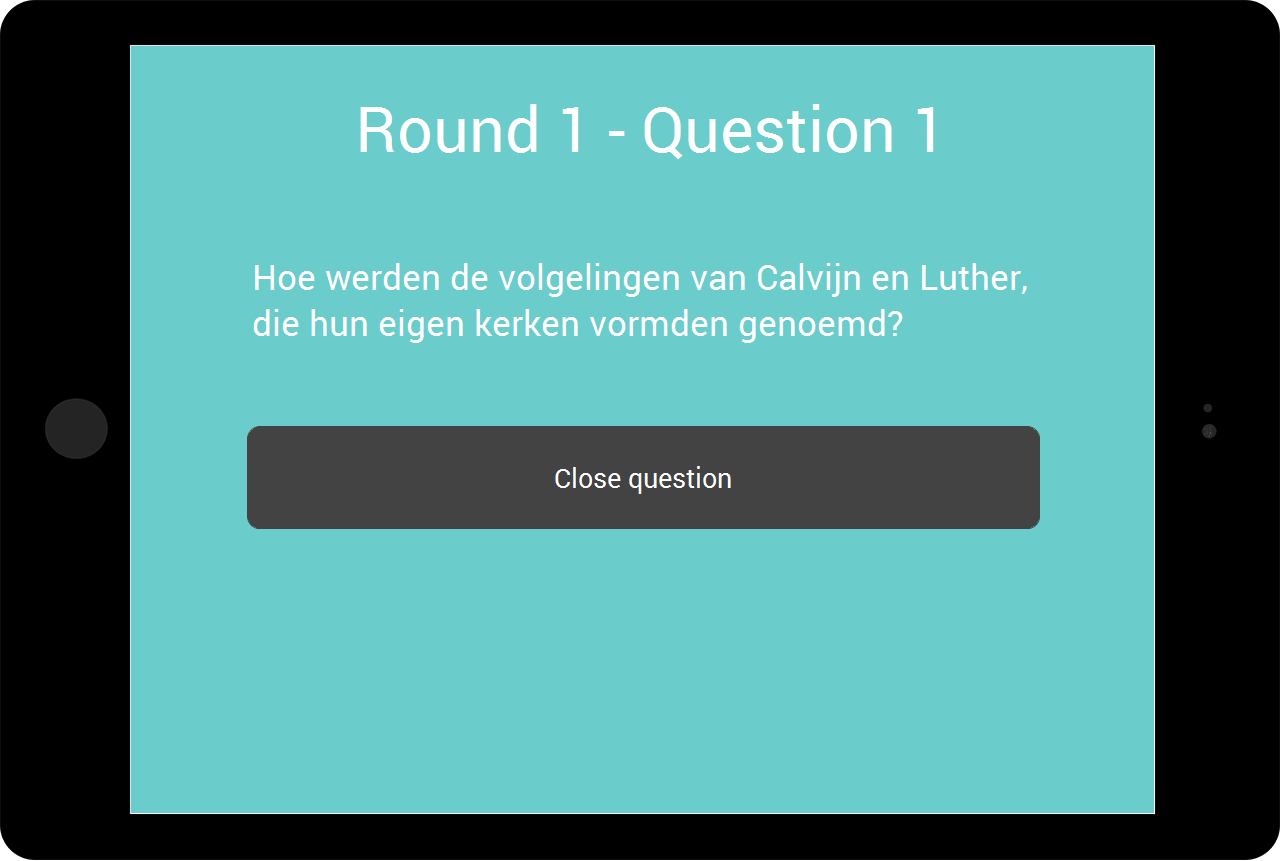 Round 1 - Question 1
Hoe werden de volgelingen van Calvijn en Luther,
die hun eigen kerken vormden genoemd?
Close question